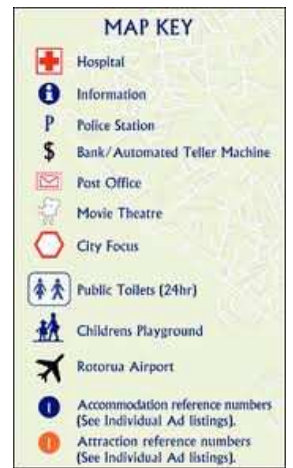 MAP KEY
Hospital
Information
P Police Station
$ Bank/Automated Teller Machine
Post Office
Movie Theatre
City Focus
Public Toilets (24hr)
Childrens Playground
Rotorua Airport
Accommodation reference numbers
(See Individual Ad listings).
Attraction reference numbers
(See Individual Ad listings).